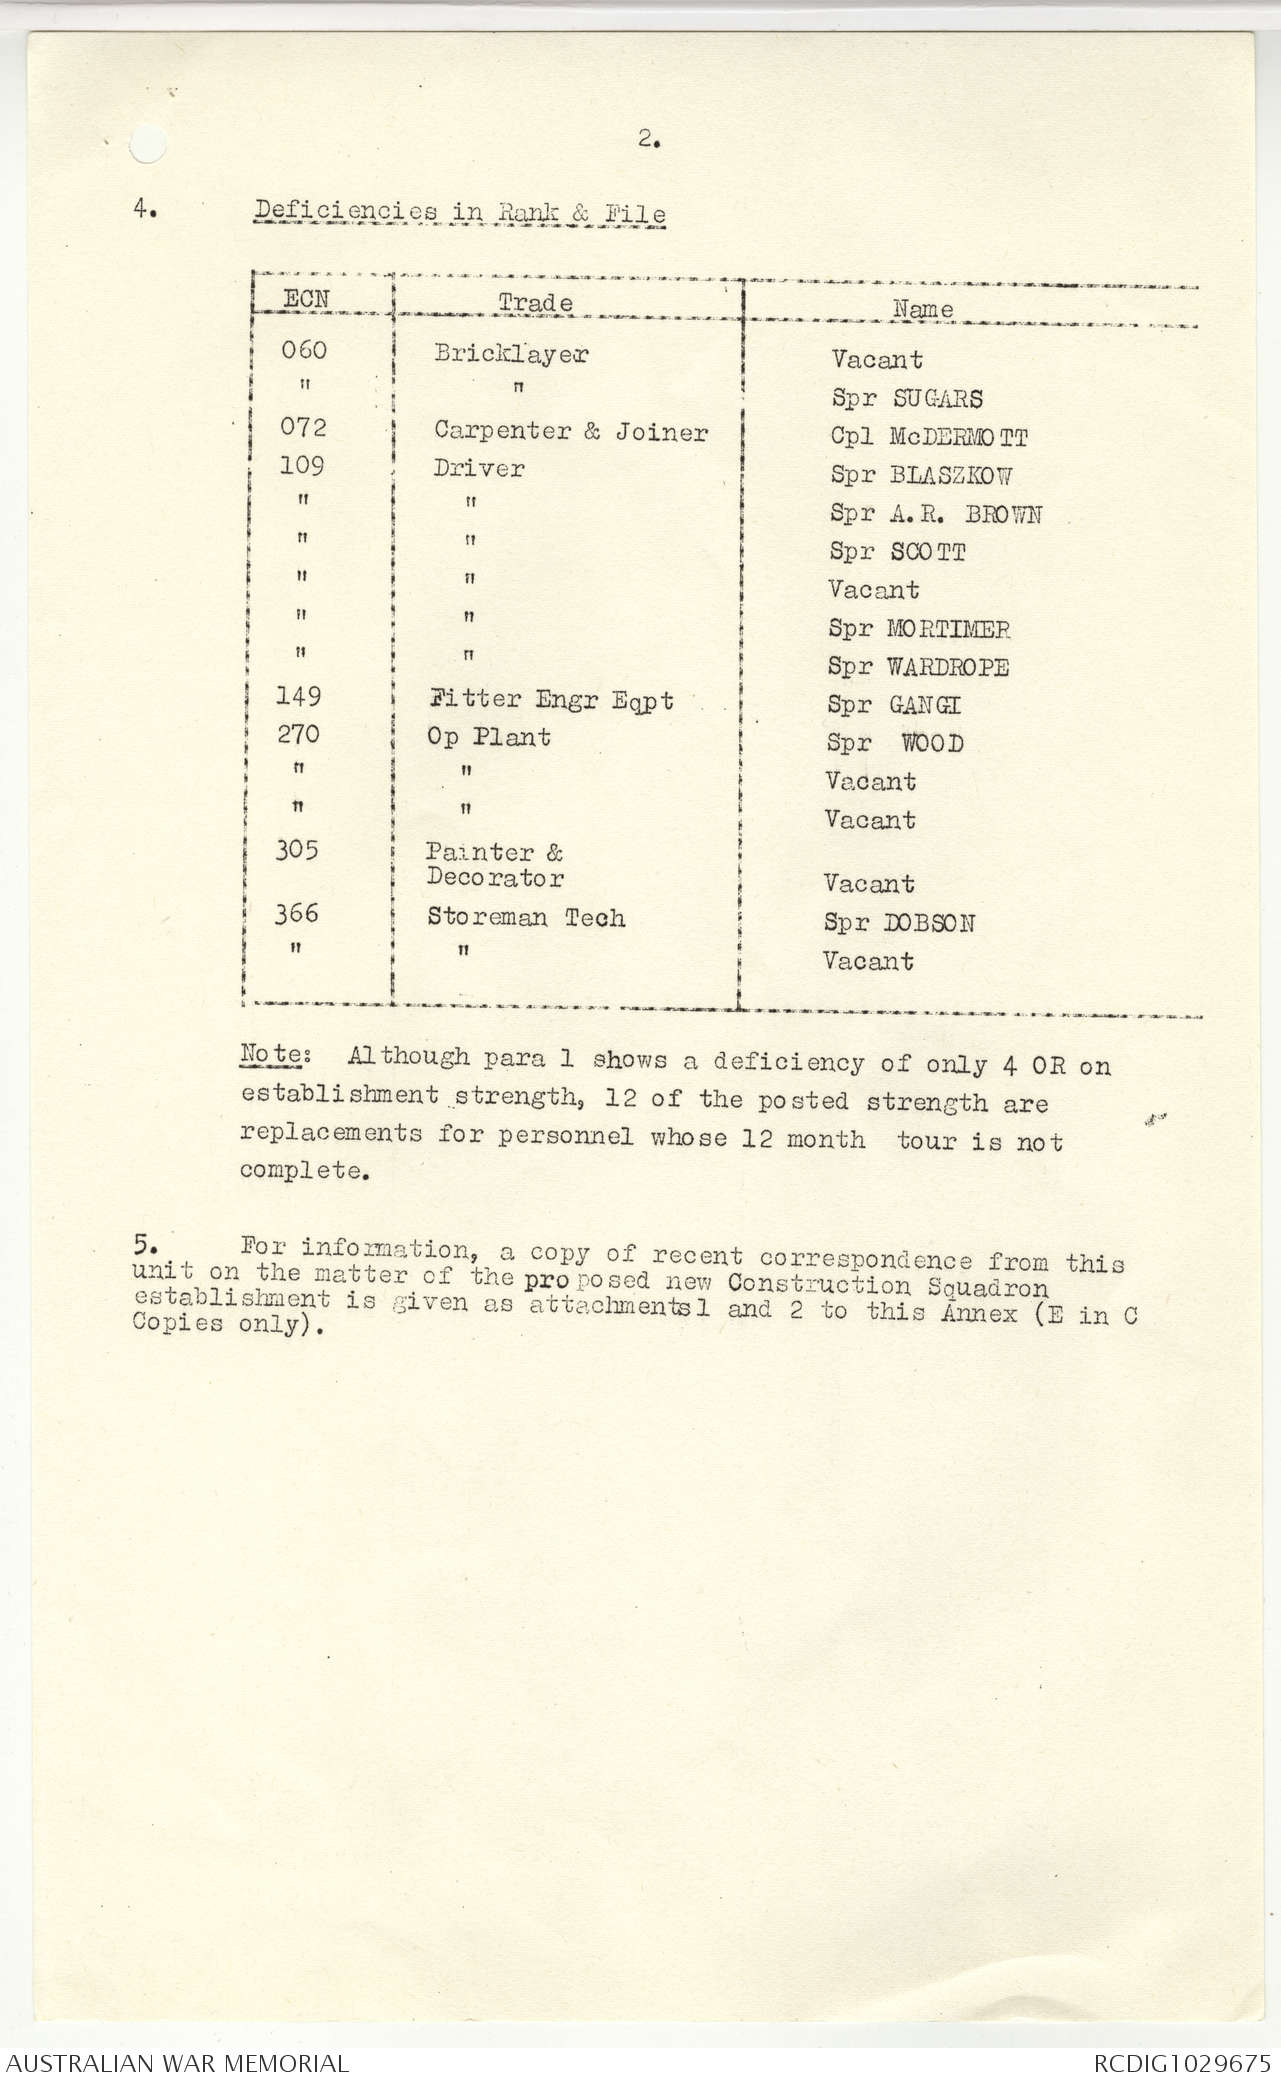 2.
4. Deficiencies in Rank & File
ECN Trade Name
060 Bricklayer Vacant
" " Spr SUGARS
072 Carpenter & Joiner Cpl McDERMOTT
109 Driver Spr BLASZKOW
" " Spr A.R. BROWN
" " Spr SCOTT
" " Vacant
" " Spr MORTIMER
" " Spr WARDROPE
149 Fitter Engr Eqpt Spr GANGI
270 Op Plant Spr WOOD
" " Vacant
" " Vacant
305 Painter &
Decorator Vacant
366 Storeman Tech Spr DOBSON
" " Vacant
Note: Although para 1 shows a deficiency of only 4 OR on
establishment strength, 12 of the posted strength are
replacements for personnel whose 12 month tour is not
complete.
5. For information, a copy of recent correspondence from this
unit on the matter of the proposed new Construction Squadron
establishment is given as attachments 1 and 2 to this Annex (E in C
Copies only).
AUSTRALIAN WAR MEMORIAL RCDIG1029675